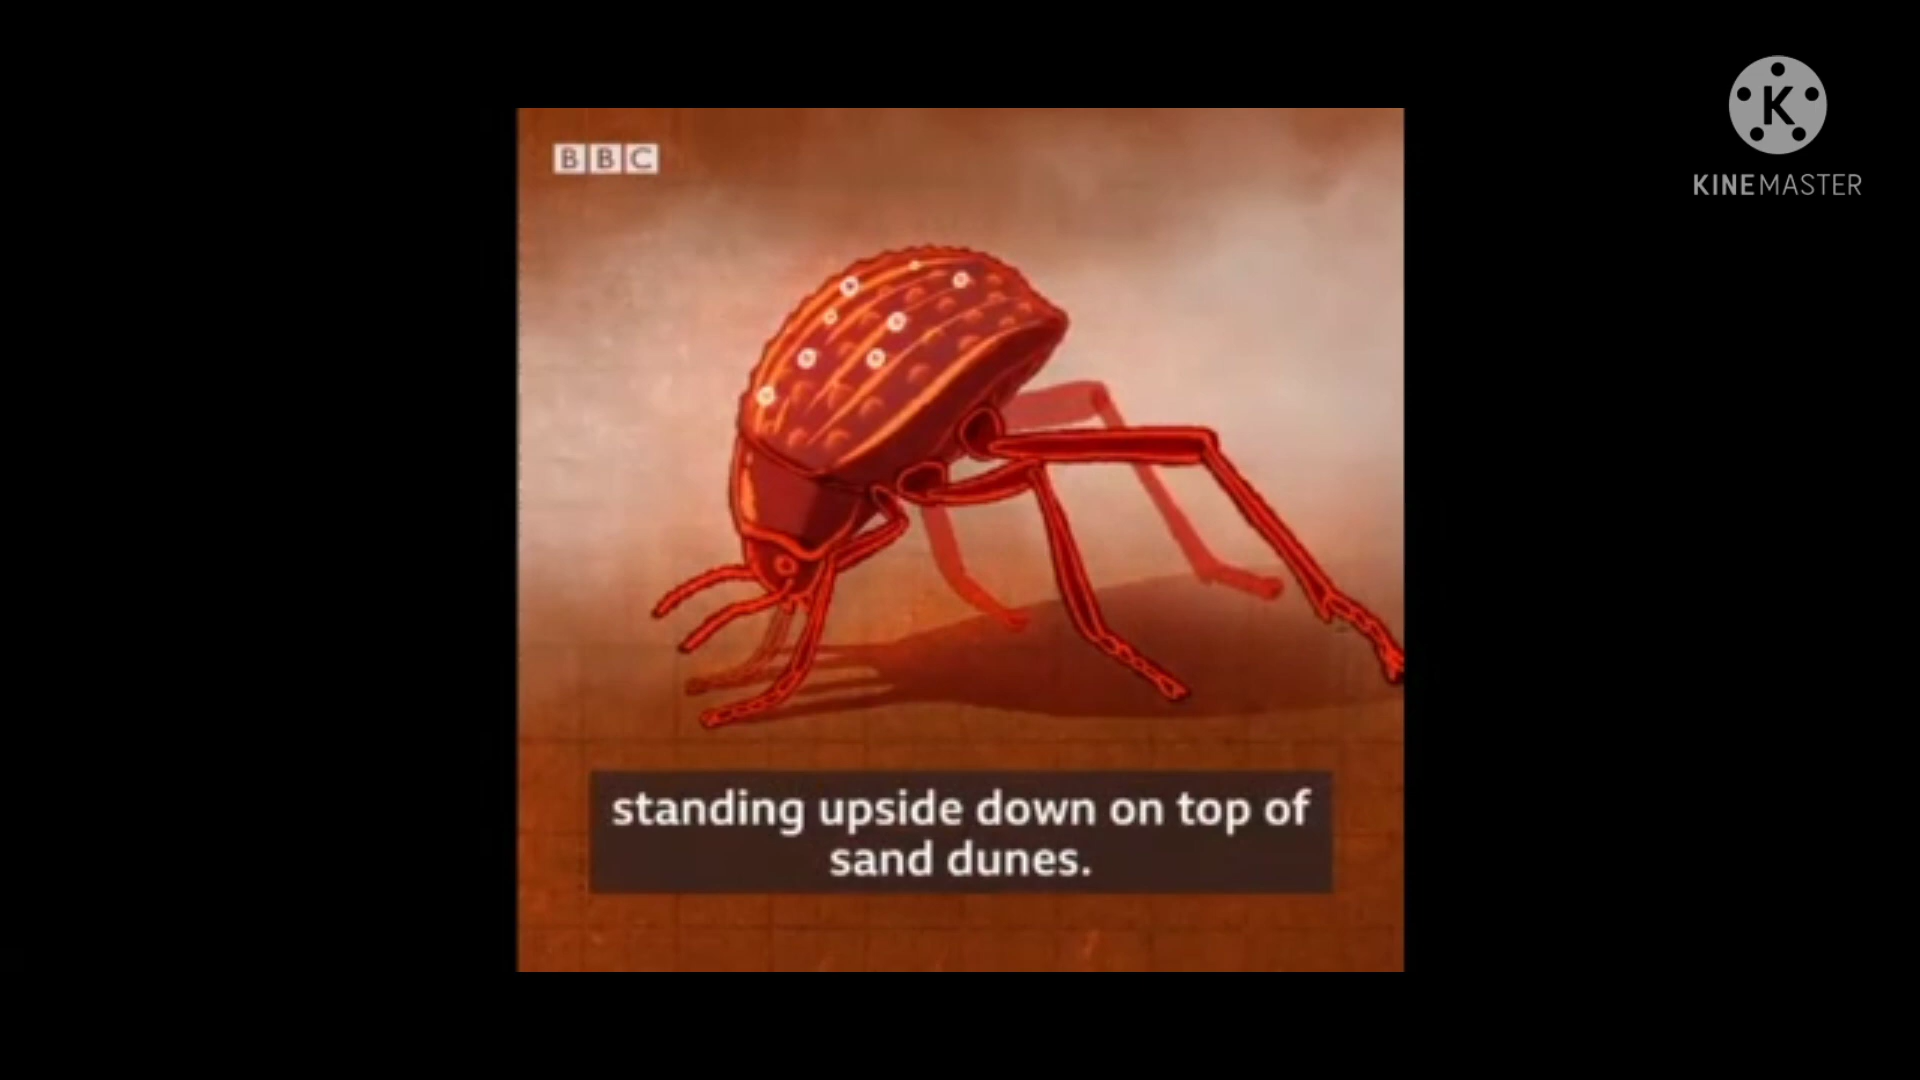 BBC
K
KINEMASTER
standing upside down on top of
sand dunes.